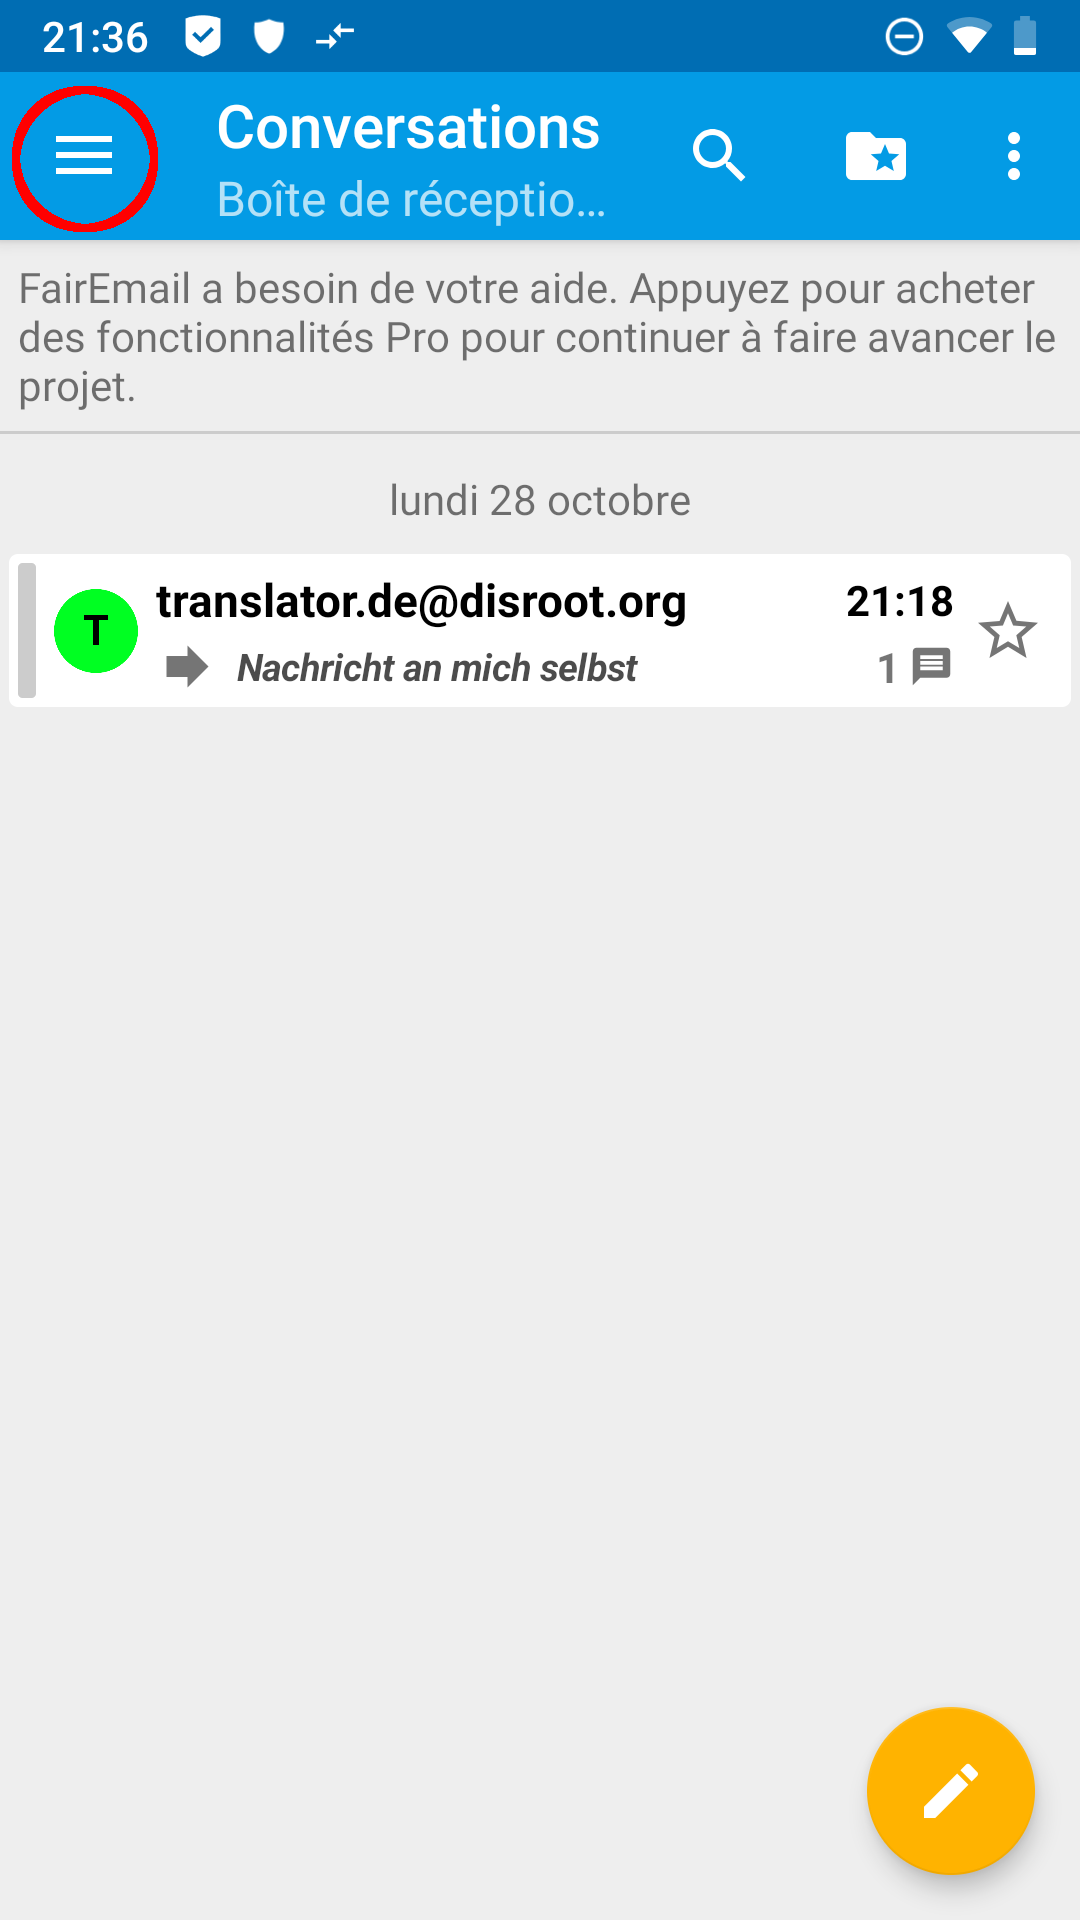 21:36
Conversations
Boîte de réceptio…
FairEmail a besoin de votre aide. Appuyez pour acheter
des fonctionnalités Pro pour continuer à faire avancer le
projet.
lundi 28 octobre
T
translator.de@disroot.org
21:18
Nachricht an mich selbst
1